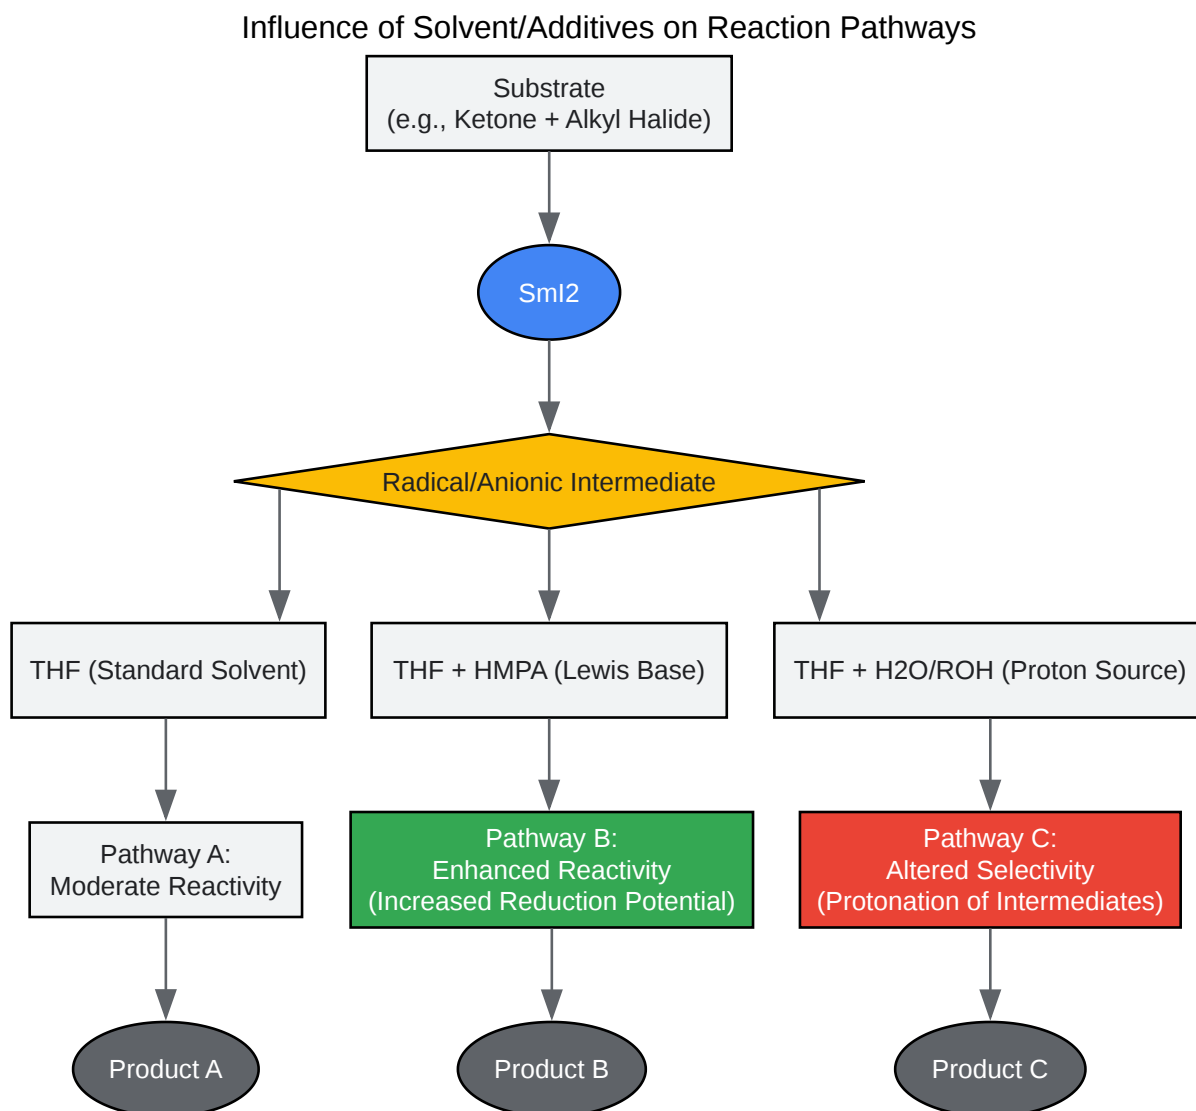 Influence of Solvent/Additives on Reaction Pathways
Substrate
(e.g., Ketone + Alkyl Halide)
SmI2
Radical/Anionic Intermediate
THF (Standard Solvent)
THF + HMPA (Lewis Base)
THF + H2O/ROH (Proton Source)
Pathway A:
Moderate Reactivity
Pathway B:
Enhanced Reactivity
(Increased Reduction Potential)
Pathway C:
Altered Selectivity
(Protonation of Intermediates)
Product A
Product B
Product C